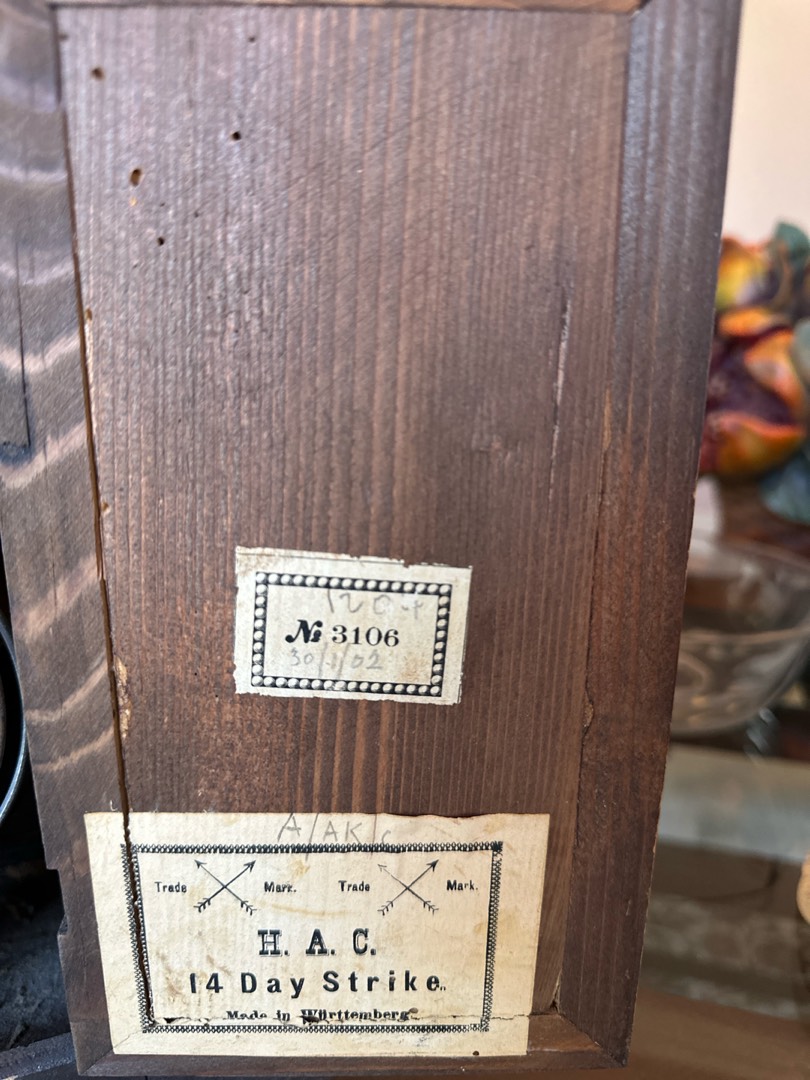 № 3106
30/1/02
A/AK/c
Trade Mark. Trade Mark.
H. A. C.
14 Day Strike.
Made in Württemberg